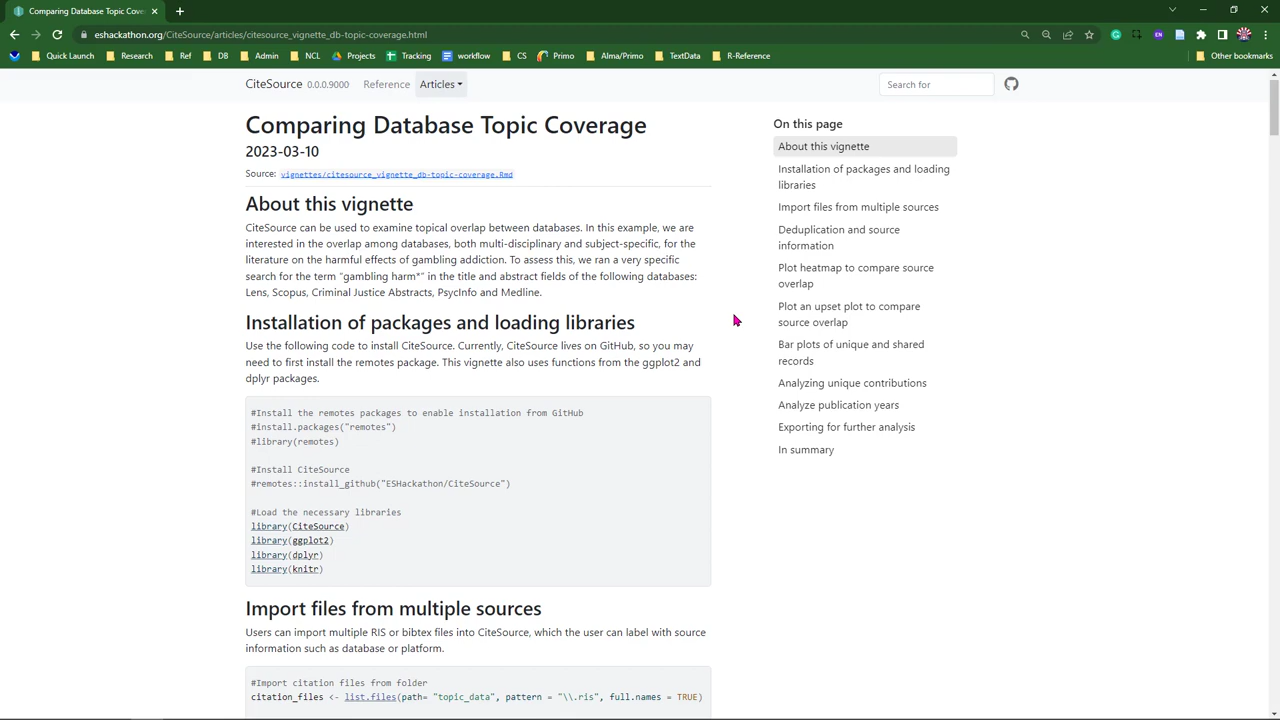 Comparing Database Topic Cove
eshackathon.org/CiteSource/articles/citesource_vignette_db-topic-coverage.html
Quick Launch Research Ref DB Admin NCL Projects Tracking workflow CS Primo Alma/Primo TextData R-Reference Other bookmarks
CiteSource 0.0.0.9000 Reference Articles Search for
Comparing Database Topic Coverage
2023-03-10
Source: vignettes/citesource_vignette_db-topic-coverage.Rmd
About this vignette
CiteSource can be used to examine topical overlap between databases. In this example, we are
interested in the overlap among databases, both multi-disciplinary and subject-specific, for the
literature on the harmful effects of gambling addiction. To assess this, we ran a very specific
search for the term "gambling harm*" in the title and abstract fields of the following databases:
Lens, Scopus, Criminal Justice Abstracts, PsycInfo and Medline.
Installation of packages and loading libraries
Use the following code to install CiteSource. Currently, CiteSource lives on GitHub, so you may
need to first install the remotes package. This vignette also uses functions from the ggplot2 and
dplyr packages.
#Install the remotes packages to enable installation from GitHub
#install.packages("remotes")
#library(remotes)
#Install CiteSource
#remotes::install_github("ESHackathon/CiteSource")
#Load the necessary libraries
library(CiteSource)
library(ggplot2)
library(dplyr)
library(knitr)
Import files from multiple sources
Users can import multiple RIS or bibtex files into CiteSource, which the user can label with source
information such as database or platform.
#Import citation files from folder
citation_files <- list.files(path= "topic_data", pattern = "\\.ris", full.names = TRUE)
On this page
About this vignette
Installation of packages and loading
libraries
Import files from multiple sources
Deduplication and source
information
Plot heatmap to compare source
overlap
Plot an upset plot to compare
source overlap
Bar plots of unique and shared
records
Analyzing unique contributions
Analyze publication years
Exporting for further analysis
In summary